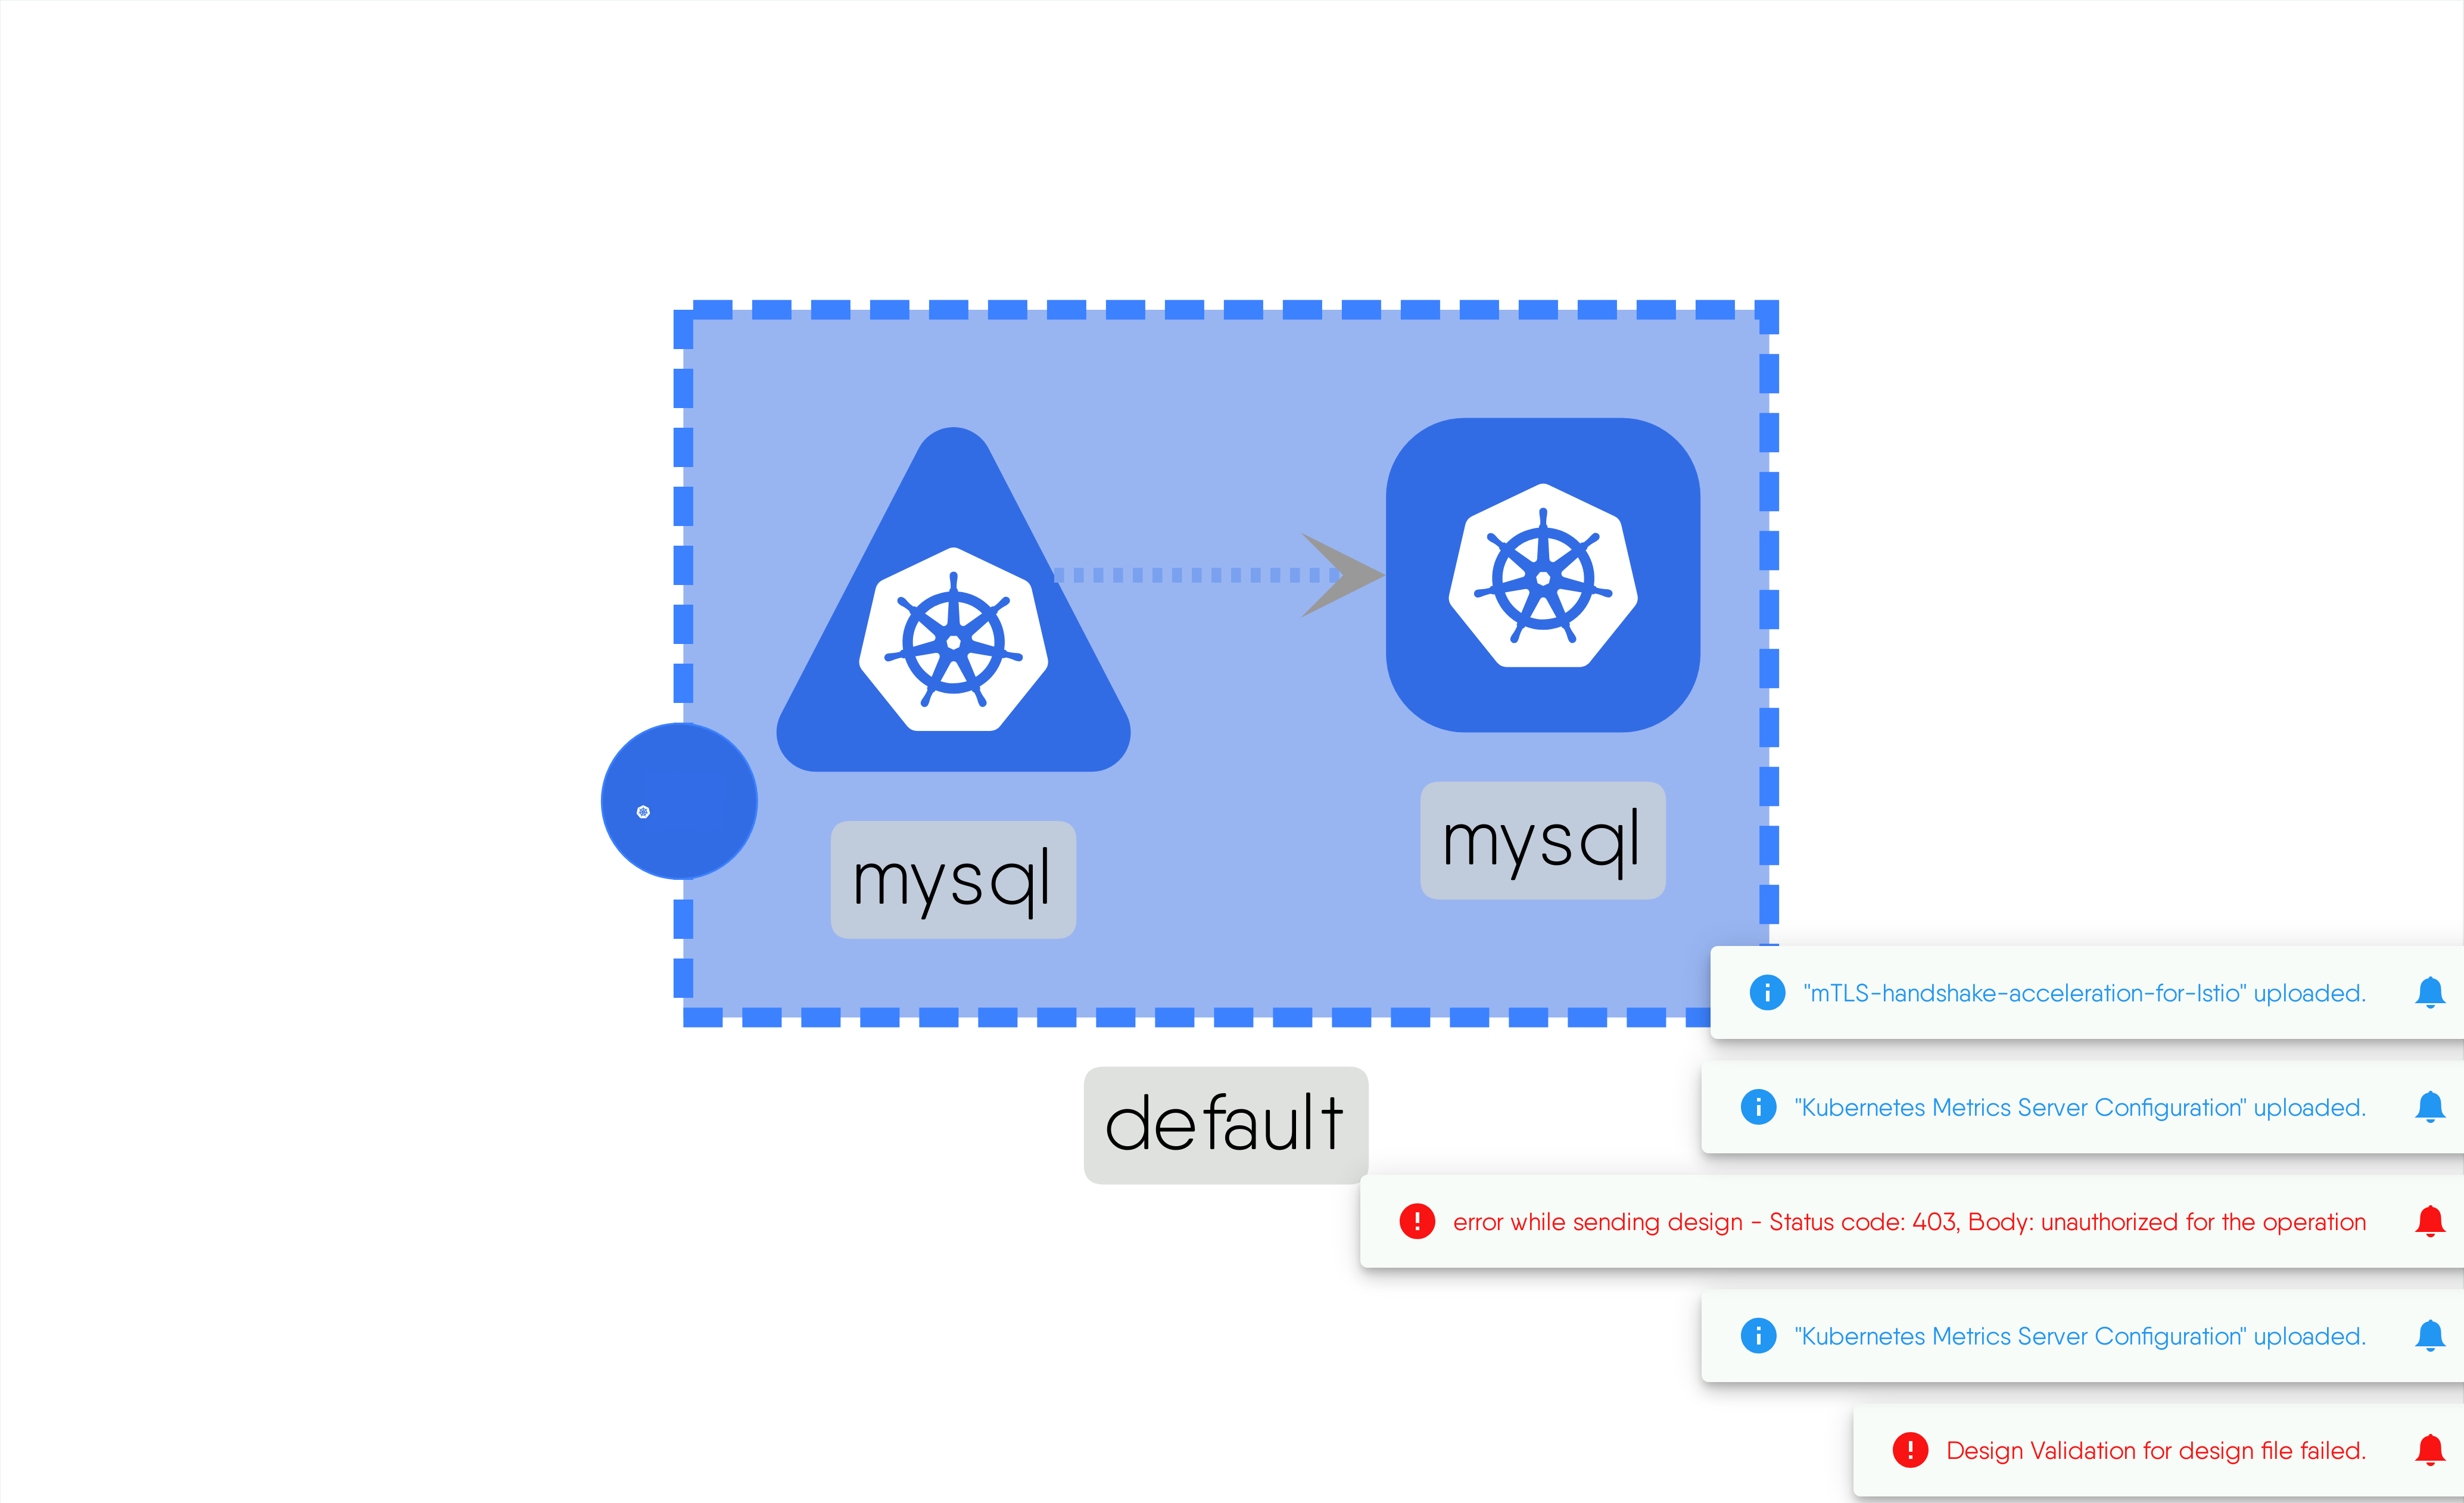 mysql
mysql
default
"mTLS-handshake-acceleration-for-Istio" uploaded.
"Kubernetes Metrics Server Configuration" uploaded.
error while sending design - Status code: 403, Body: unauthorized for the operation
"Kubernetes Metrics Server Configuration" uploaded.
Design Validation for design file failed.